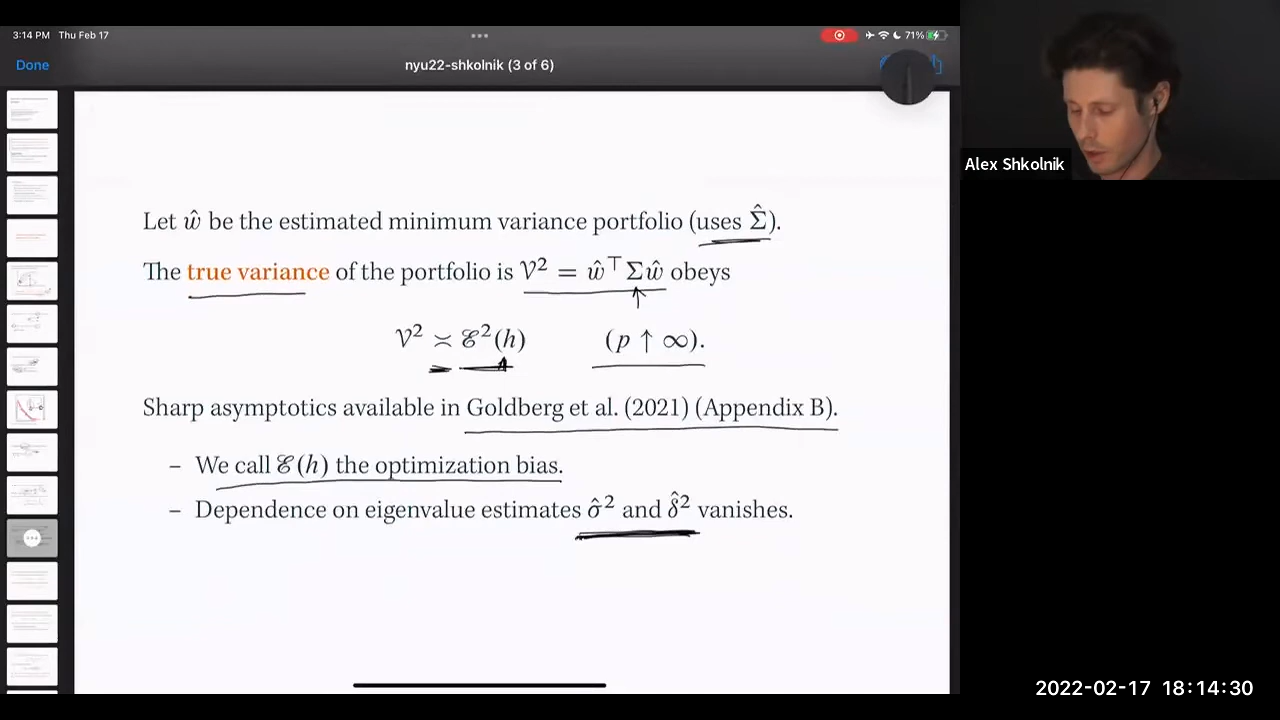 3:14 PM Thu Feb 17
71%
Done
nyu22-shkolnik (3 of 6)
Let ŵ be the estimated minimum variance portfolio (uses Σ̂).
The true variance of the portfolio is 𝒱² = ŵ⊤Σŵ obeys
𝒱² ≍ ℰ²(h) (p ↑ ∞).
Sharp asymptotics available in Goldberg et al. (2021) (Appendix B).
– We call ℰ(h) the optimization bias.
– Dependence on eigenvalue estimates σ̂² and δ̂² vanishes.
Alex Shkolnik
2022-02-17 18:14:30